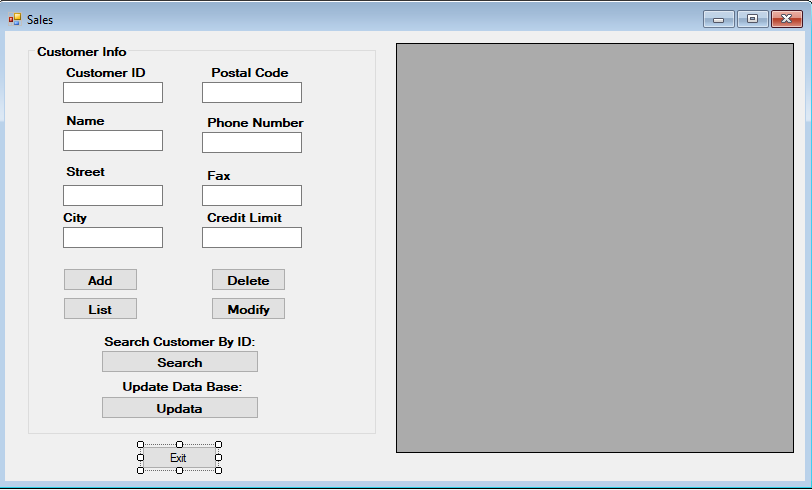 Sales
Customer Info
Customer ID
Postal Code
Name
Phone Number
Street
Fax
City
Credit Limit
Add
Delete
List
Modify
Search Customer By ID:
Search
Update Data Base:
Updata
Exit